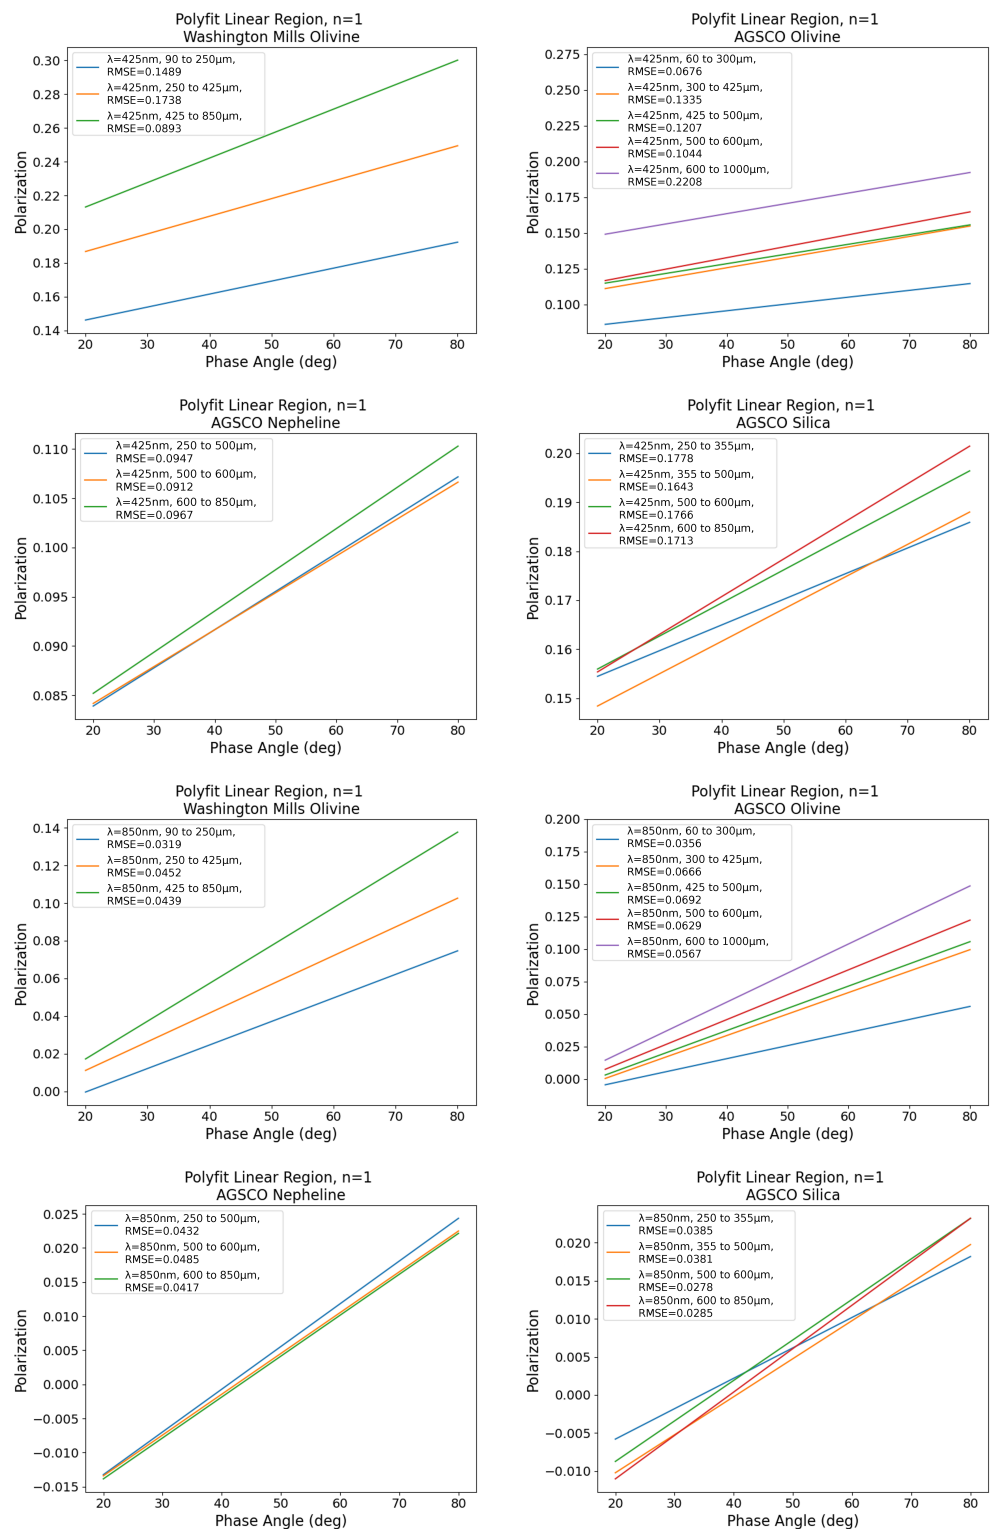 Polyfit Linear Region, n=1
Washington Mills Olivine
λ=425nm, 90 to 250μm,
RMSE=0.1489
λ=425nm, 250 to 425μm,
RMSE=0.1738
λ=425nm, 425 to 850μm,
RMSE=0.0893
0.30
0.28
0.26
0.24
0.22
0.20
0.18
0.16
0.14
Polarization
20 30 40 50 60 70 80
Phase Angle (deg)
Polyfit Linear Region, n=1
AGSCO Olivine
λ=425nm, 60 to 300μm,
RMSE=0.0676
λ=425nm, 300 to 425μm,
RMSE=0.1335
λ=425nm, 425 to 500μm,
RMSE=0.1207
λ=425nm, 500 to 600μm,
RMSE=0.1044
λ=425nm, 600 to 1000μm,
RMSE=0.2208
0.275
0.250
0.225
0.200
0.175
0.150
0.125
0.100
Polarization
20 30 40 50 60 70 80
Phase Angle (deg)
Polyfit Linear Region, n=1
AGSCO Nepheline
λ=425nm, 250 to 500μm,
RMSE=0.0947
λ=425nm, 500 to 600μm,
RMSE=0.0912
λ=425nm, 600 to 850μm,
RMSE=0.0967
0.110
0.105
0.100
0.095
0.090
0.085
Polarization
20 30 40 50 60 70 80
Phase Angle (deg)
Polyfit Linear Region, n=1
AGSCO Silica
λ=425nm, 250 to 355μm,
RMSE=0.1778
λ=425nm, 355 to 500μm,
RMSE=0.1643
λ=425nm, 500 to 600μm,
RMSE=0.1766
λ=425nm, 600 to 850μm,
RMSE=0.1713
0.20
0.19
0.18
0.17
0.16
0.15
Polarization
20 30 40 50 60 70 80
Phase Angle (deg)
Polyfit Linear Region, n=1
Washington Mills Olivine
λ=850nm, 90 to 250μm,
RMSE=0.0319
λ=850nm, 250 to 425μm,
RMSE=0.0452
λ=850nm, 425 to 850μm,
RMSE=0.0439
0.14
0.12
0.10
0.08
0.06
0.04
0.02
0.00
Polarization
20 30 40 50 60 70 80
Phase Angle (deg)
Polyfit Linear Region, n=1
AGSCO Olivine
λ=850nm, 60 to 300μm,
RMSE=0.0356
λ=850nm, 300 to 425μm,
RMSE=0.0666
λ=850nm, 425 to 500μm,
RMSE=0.0692
λ=850nm, 500 to 600μm,
RMSE=0.0629
λ=850nm, 600 to 1000μm,
RMSE=0.0567
0.200
0.175
0.150
0.125
0.100
0.075
0.050
0.025
0.000
Polarization
20 30 40 50 60 70 80
Phase Angle (deg)
Polyfit Linear Region, n=1
AGSCO Nepheline
λ=850nm, 250 to 500μm,
RMSE=0.0432
λ=850nm, 500 to 600μm,
RMSE=0.0485
λ=850nm, 600 to 850μm,
RMSE=0.0417
0.025
0.020
0.015
0.010
0.005
0.000
−0.005
−0.010
−0.015
Polarization
20 30 40 50 60 70 80
Phase Angle (deg)
Polyfit Linear Region, n=1
AGSCO Silica
λ=850nm, 250 to 355μm,
RMSE=0.0385
λ=850nm, 355 to 500μm,
RMSE=0.0381
λ=850nm, 500 to 600μm,
RMSE=0.0278
λ=850nm, 600 to 850μm,
RMSE=0.0285
0.020
0.015
0.010
0.005
0.000
−0.005
−0.010
Polarization
20 30 40 50 60 70 80
Phase Angle (deg)